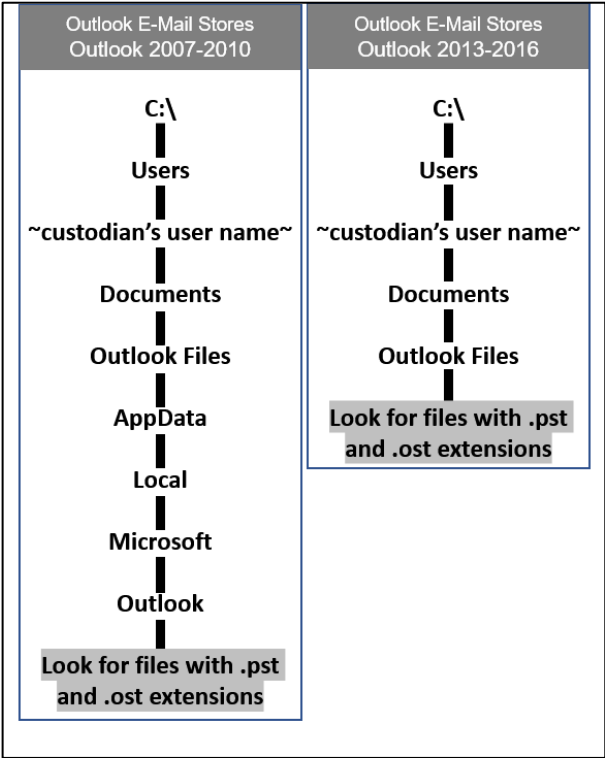 Outlook E-Mail Stores
Outlook 2007-2010
C:\
Users
~custodian's user name~
Documents
Outlook Files
AppData
Local
Microsoft
Outlook
Look for files with .pst
and .ost extensions
Outlook E-Mail Stores
Outlook 2013-2016
C:\
Users
~custodian's user name~
Documents
Outlook Files
Look for files with .pst
and .ost extensions